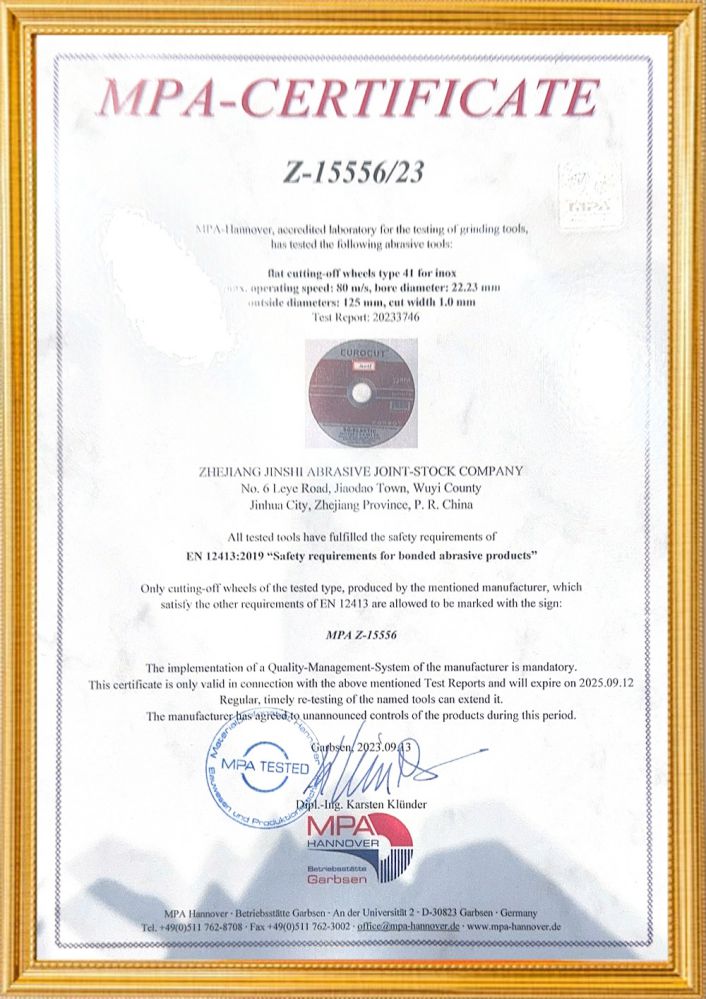 MPA-CERTIFICATE
Z-15556/23
MPA
MPA-Hannover, accredited laboratory for the testing of grinding tools,
has tested the following abrasive tools:
flat cutting-off wheels type 41 for inox
max. operating speed: 80 m/s, bore diameter: 22.23 mm
outside diameters: 125 mm, cut width 1.0 mm
Test Report: 20233746
EUROCUT
ZHEJIANG JINSHI ABRASIVE JOINT-STOCK COMPANY
No. 6 Leye Road, Jiaodao Town, Wuyi County
Jinhua City, Zhejiang Province, P. R. China
All tested tools have fulfilled the safety requirements of
EN 12413:2019 “Safety requirements for bonded abrasive products”
Only cutting-off wheels of the tested type, produced by the mentioned manufacturer, which
satisfy the other requirements of EN 12413 are allowed to be marked with the sign:
MPA Z-15556
The implementation of a Quality-Management-System of the manufacturer is mandatory.
This certificate is only valid in connection with the above mentioned Test Reports and will expire on 2025.09.12
Regular, timely re-testing of the named tools can extend it.
The manufacturer has agreed to unannounced controls of the products during this period.
Garbsen, 2023.09.13
MPA TESTED
Dipl.-Ing. Karsten Klünder
MPA
HANNOVER
Betriebsstätte
Garbsen
MPA Hannover · Betriebsstätte Garbsen · An der Universität 2 · D-30823 Garbsen · Germany
Tel. +49(0)511 762-8708 · Fax +49(0)511 762-3002 · office@mpa-hannover.de · www.mpa-hannover.de